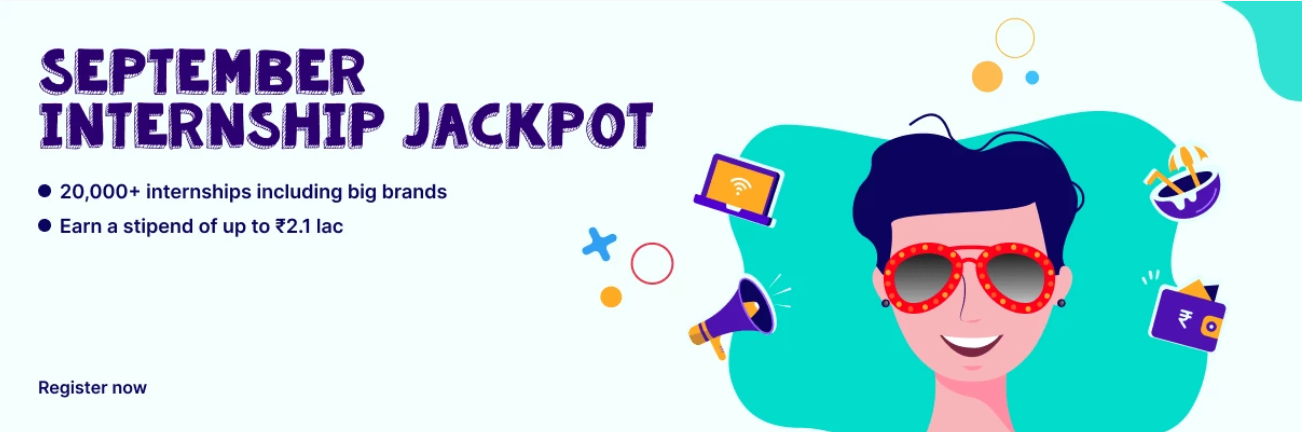 SEPTEMBER
INTERNSHIP JACKPOT
20,000+ internships including big brands
Earn a stipend of up to ₹2.1 lac
₹
Register now